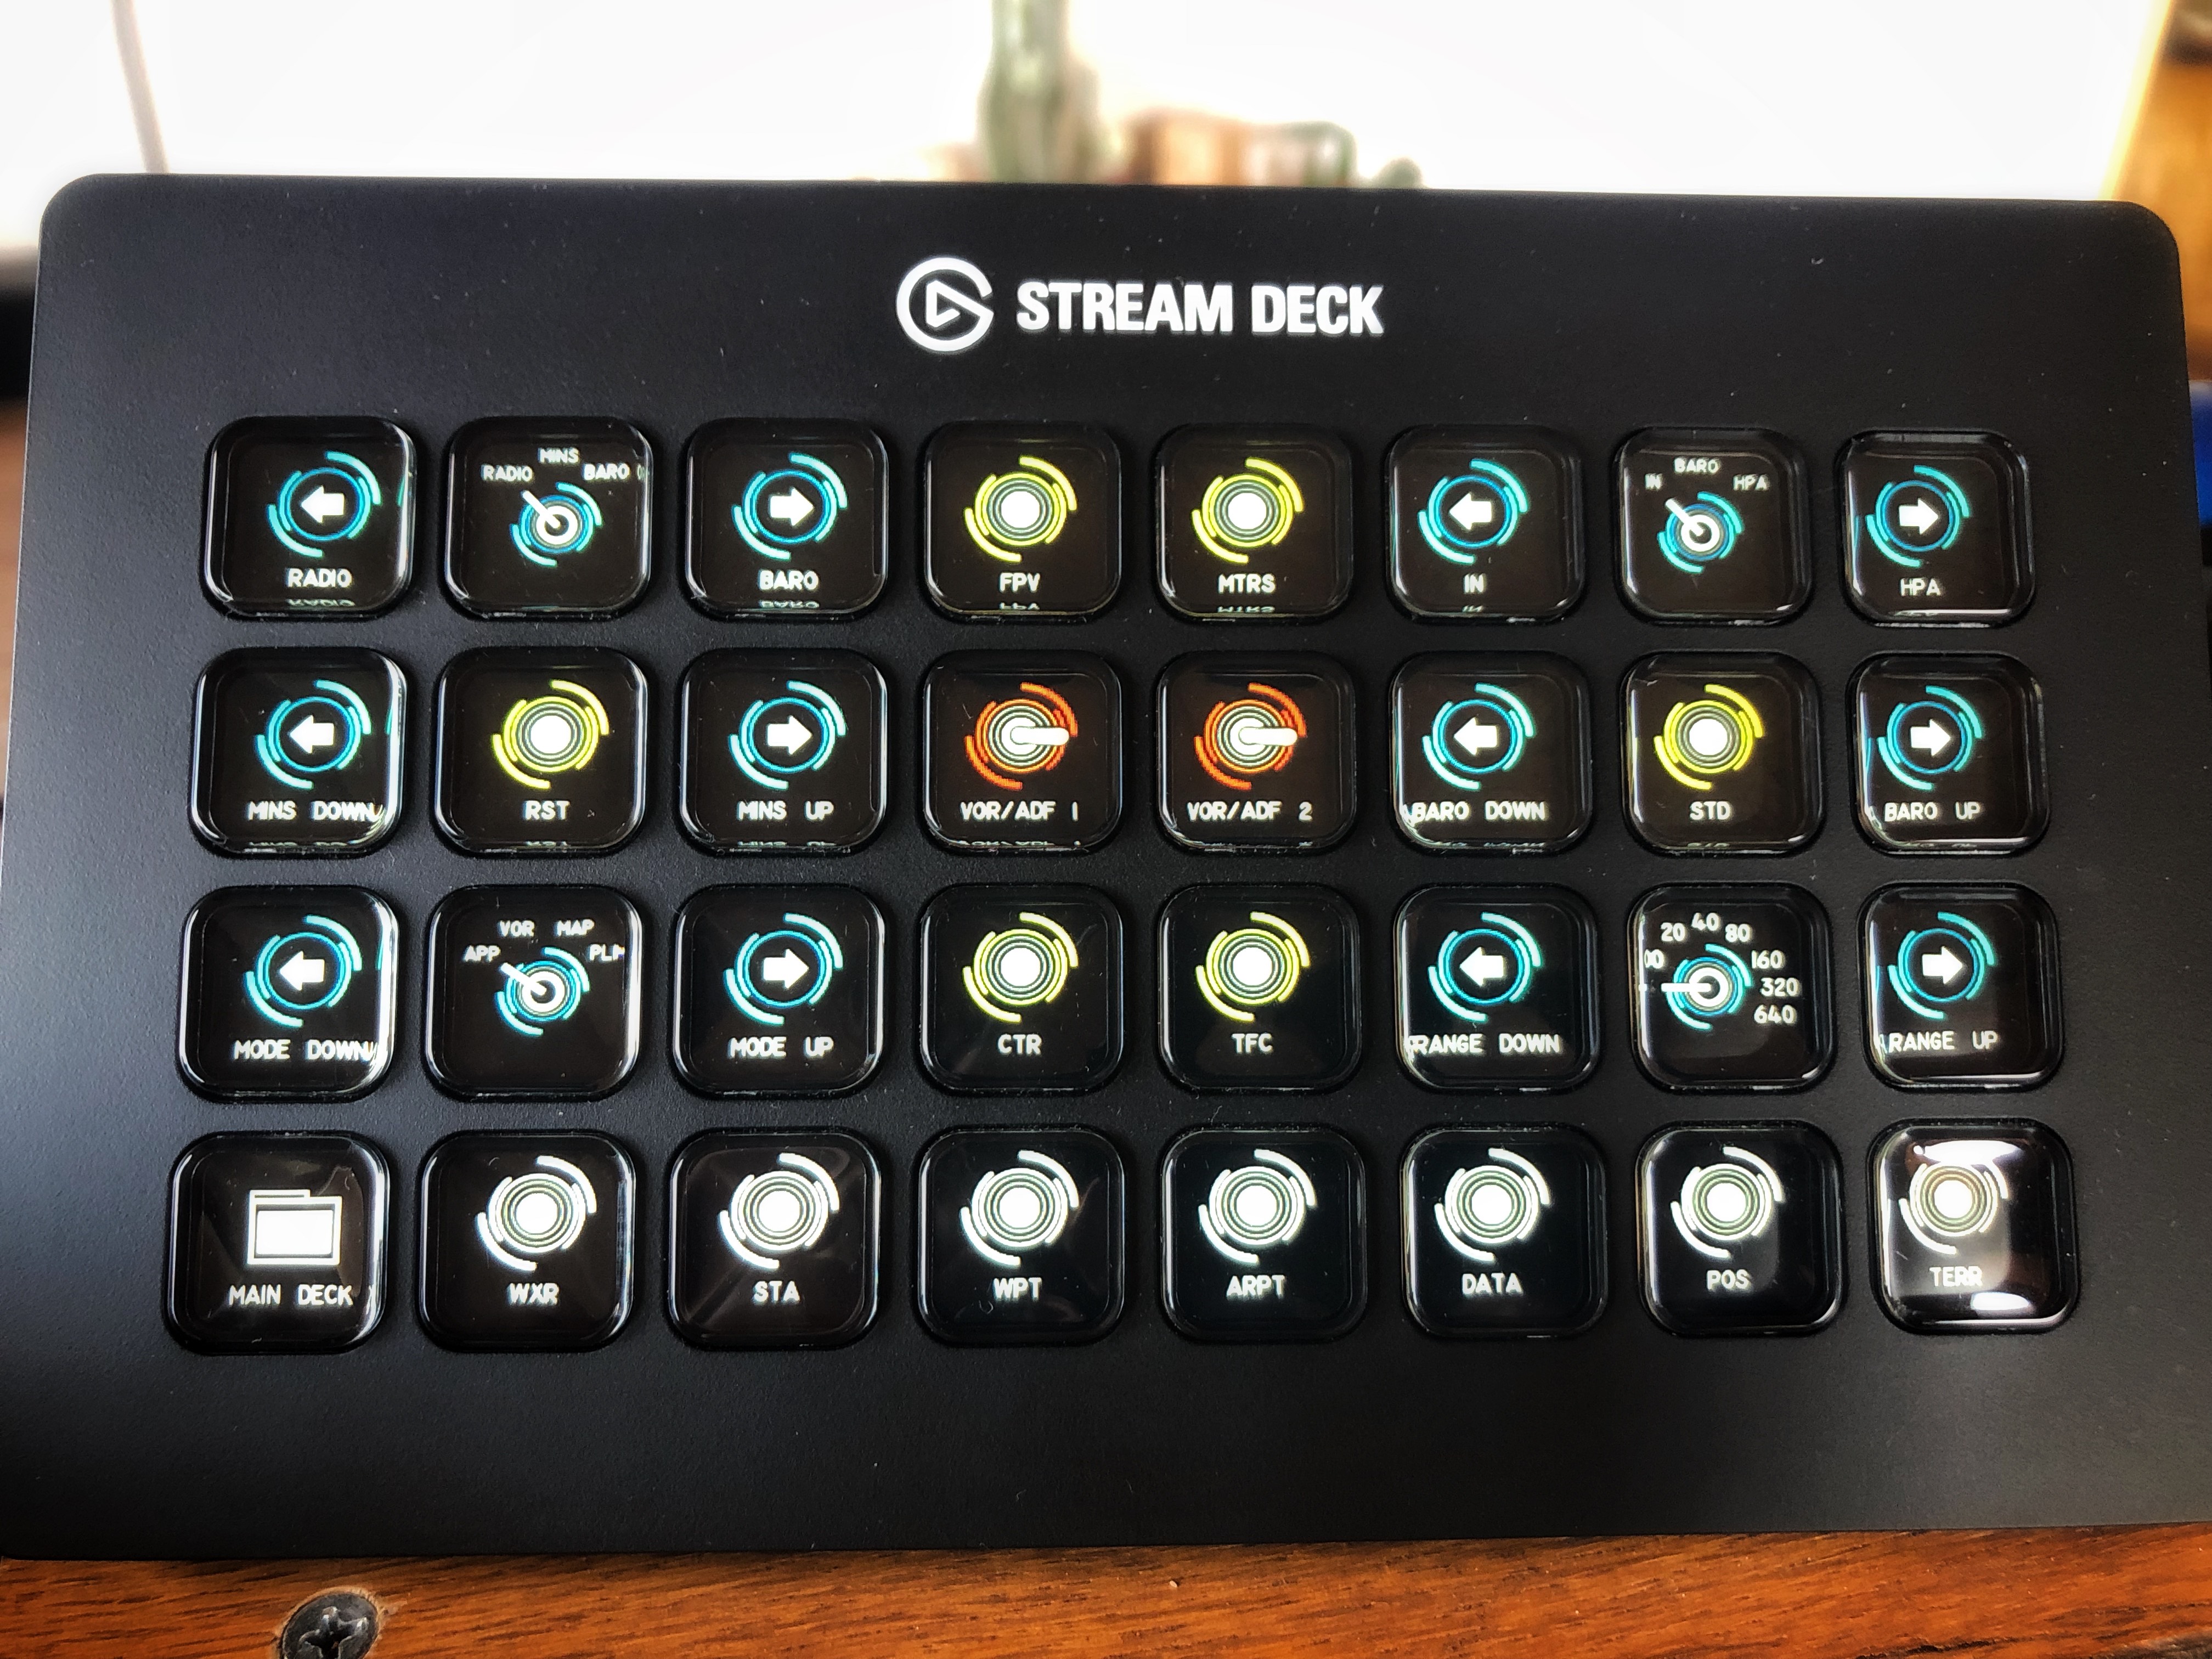 STREAM DECK
RADIO
MINS
RADIO BARO
BARO
FPV
MTRS
IN
BARO
IN HPA
HPA
MINS DOWN
RST
MINS UP
VOR/ADF 1
VOR/ADF 2
BARO DOWN
STD
BARO UP
MODE DOWN
VOR MAP
APP
MODE UP
CTR
TFC
RANGE DOWN
20 40 80
160
320
640
RANGE UP
MAIN DECK
WXR
STA
WPT
ARPT
DATA
POS
TERR